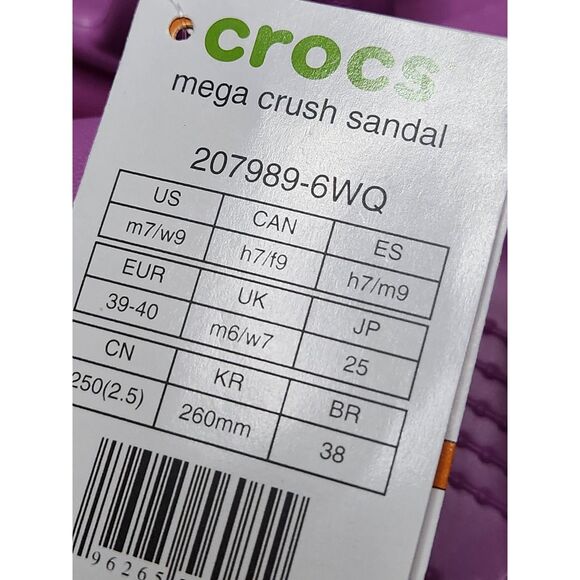 crocs
mega crush sandal
207989-6WQ
US CAN ES
m7/w9 h7/f9 h7/m9
EUR UK JP
39-40 m6/w7 25
CN KR BR
250(2.5) 260mm 38
96265